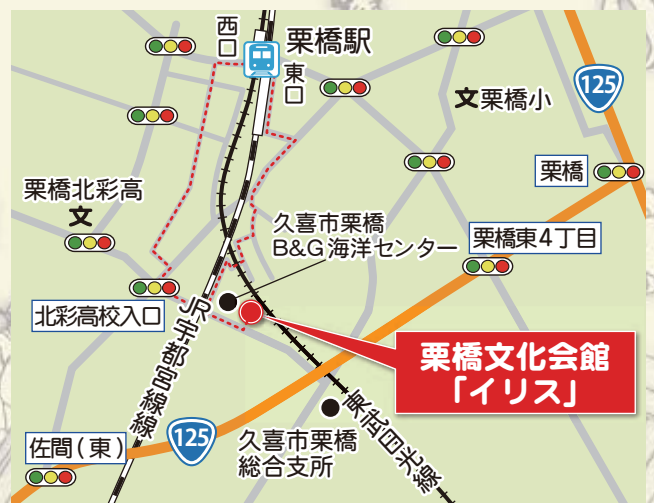 西口
栗橋駅
東口
文栗橋小
125
栗橋
栗橋北彩高
文
久喜市栗橋
B&G海洋センター
栗橋東4丁目
北彩高校入口
JR宇都宮線線
栗橋文化会館
「イリス」
佐間(東)
125
久喜市栗橋
総合支所
東武日光線